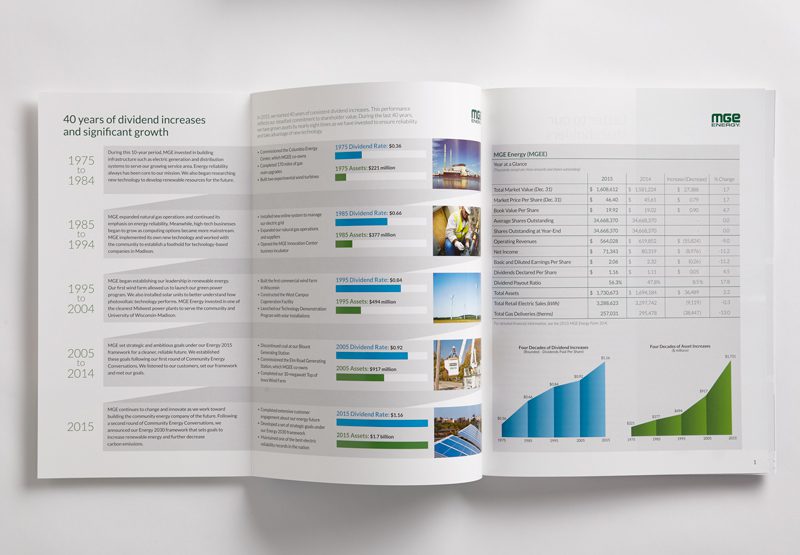 40 years of dividend increases
and significant growth
1975
to
1984
During this 10-year period, MGE invested in building
infrastructure such as electric generation and distribution
systems to serve our growing service area. Energy reliability
always has been core to our mission. We also began researching
new technology to develop renewable resources for the future.
1985
to
1994
MGE expanded natural gas operations and continued its
emphasis on energy reliability. Meanwhile, high-tech businesses
began to grow as computing options became more mainstream.
MGE implemented its own new technology and worked with
the community to establish a foothold for technology-based
companies in Madison.
1995
to
2004
MGE began establishing our leadership in renewable energy.
Our first wind farm allowed us to launch our green power
program. We also installed solar units to better understand how
photovoltaic technology performs. MGE Energy invested in one of
the cleanest Midwest power plants to serve the community and
University of Wisconsin-Madison.
2005
to
2014
MGE set strategic and ambitious goals under our Energy 2015
framework for a cleaner, reliable future. We established
these goals following our first round of Community Energy
Conversations. We listened to our customers, set our framework
and met our goals.
2015
MGE continues to change and innovate as we work toward
building the community energy company of the future. Following
a second round of Community Energy Conversations, we
announced our Energy 2030 framework that sets goals to
increase renewable energy and further decrease
carbon emissions.
In 2015, we marked 40 years of consistent dividend increases. This performance
reflects our steadfast commitment to shareholder value. During the last 40 years,
we have grown assets by nearly eight times as we have invested to ensure reliability
and take advantage of new technology.
mge
• Commissioned the Columbia Energy
Center, which MGE co-owns
• Completed 170 miles of gas
main upgrades
• Built two experimental wind turbines
1975 Dividend Rate: $0.36
1975 Assets: $221 million
• Installed new online system to manage
our electric grid
• Expanded our natural gas operations
and suppliers
• Opened the MGE Innovation Center
business incubator
1985 Dividend Rate: $0.66
1985 Assets: $377 million
• Built the first commercial wind farm
in Wisconsin
• Constructed the West Campus
Cogeneration Facility
• Launched our Technology Demonstration
Program with solar installations
1995 Dividend Rate: $0.84
1995 Assets: $494 million
• Discontinued coal at our Blount
Generating Station
• Commissioned the Elm Road Generating
Station, which MGE co-owns
• Completed our 30-megawatt Top of
Iowa Wind Farm
2005 Dividend Rate: $0.92
2005 Assets: $917 million
• Completed extensive customer
engagement about our energy future
• Developed a set of strategic goals under
our Energy 2030 framework
• Maintained one of the best electric
reliability records in the nation
2015 Dividend Rate: $1.16
2015 Assets: $1.7 billion
mge
ENERGY
MGE Energy (MGEE)
Year at a Glance
2015 2014 Increase/(Decrease) % Change
Total Market Value (Dec. 31) $ 1,608,612 $ 1,581,224 $ 27,388 1.7
Market Price Per Share (Dec. 31) $ 46.40 $ 45.61 $ 0.79 1.7
Book Value Per Share $ 19.92 $ 19.02 $ 0.90 4.7
Average Shares Outstanding 34,668,370 34,668,370 0.0
Shares Outstanding at Year-End 34,668,370 34,668,370 0.0
Operating Revenues $ 564,028 $ 619,852 $ (55,824) -9.0
Net Income $ 71,343 $ 80,319 $ (8,976) -11.2
Basic and Diluted Earnings Per Share $ 2.06 $ 2.32 $ (0.26) -11.2
Dividends Declared Per Share $ 1.16 $ 1.11 $ 0.05 4.5
Dividend Payout Ratio 56.3% 47.8% 8.5% 17.8
Total Assets $ 1,730,673 $ 1,694,184 $ 36,489 2.2
Total Retail Electric Sales (kWh) 3,288,623 3,297,742 (9,119) -0.3
Total Gas Deliveries (therms) 257,031 295,478 (38,447) -13.0
For detailed financial information, see the 2015 MGE Energy Form 10-K.
Four Decades of Dividend Increases
(Rounded - Dividends Paid Per Share)
$0.36
$0.66
$0.84
$0.92
$1.16
1975 1985 1995 2005 2015
Four Decades of Asset Increases
($ millions)
$221
$377
$494
$917
$1,731
1975 1985 1995 2005 2015
1